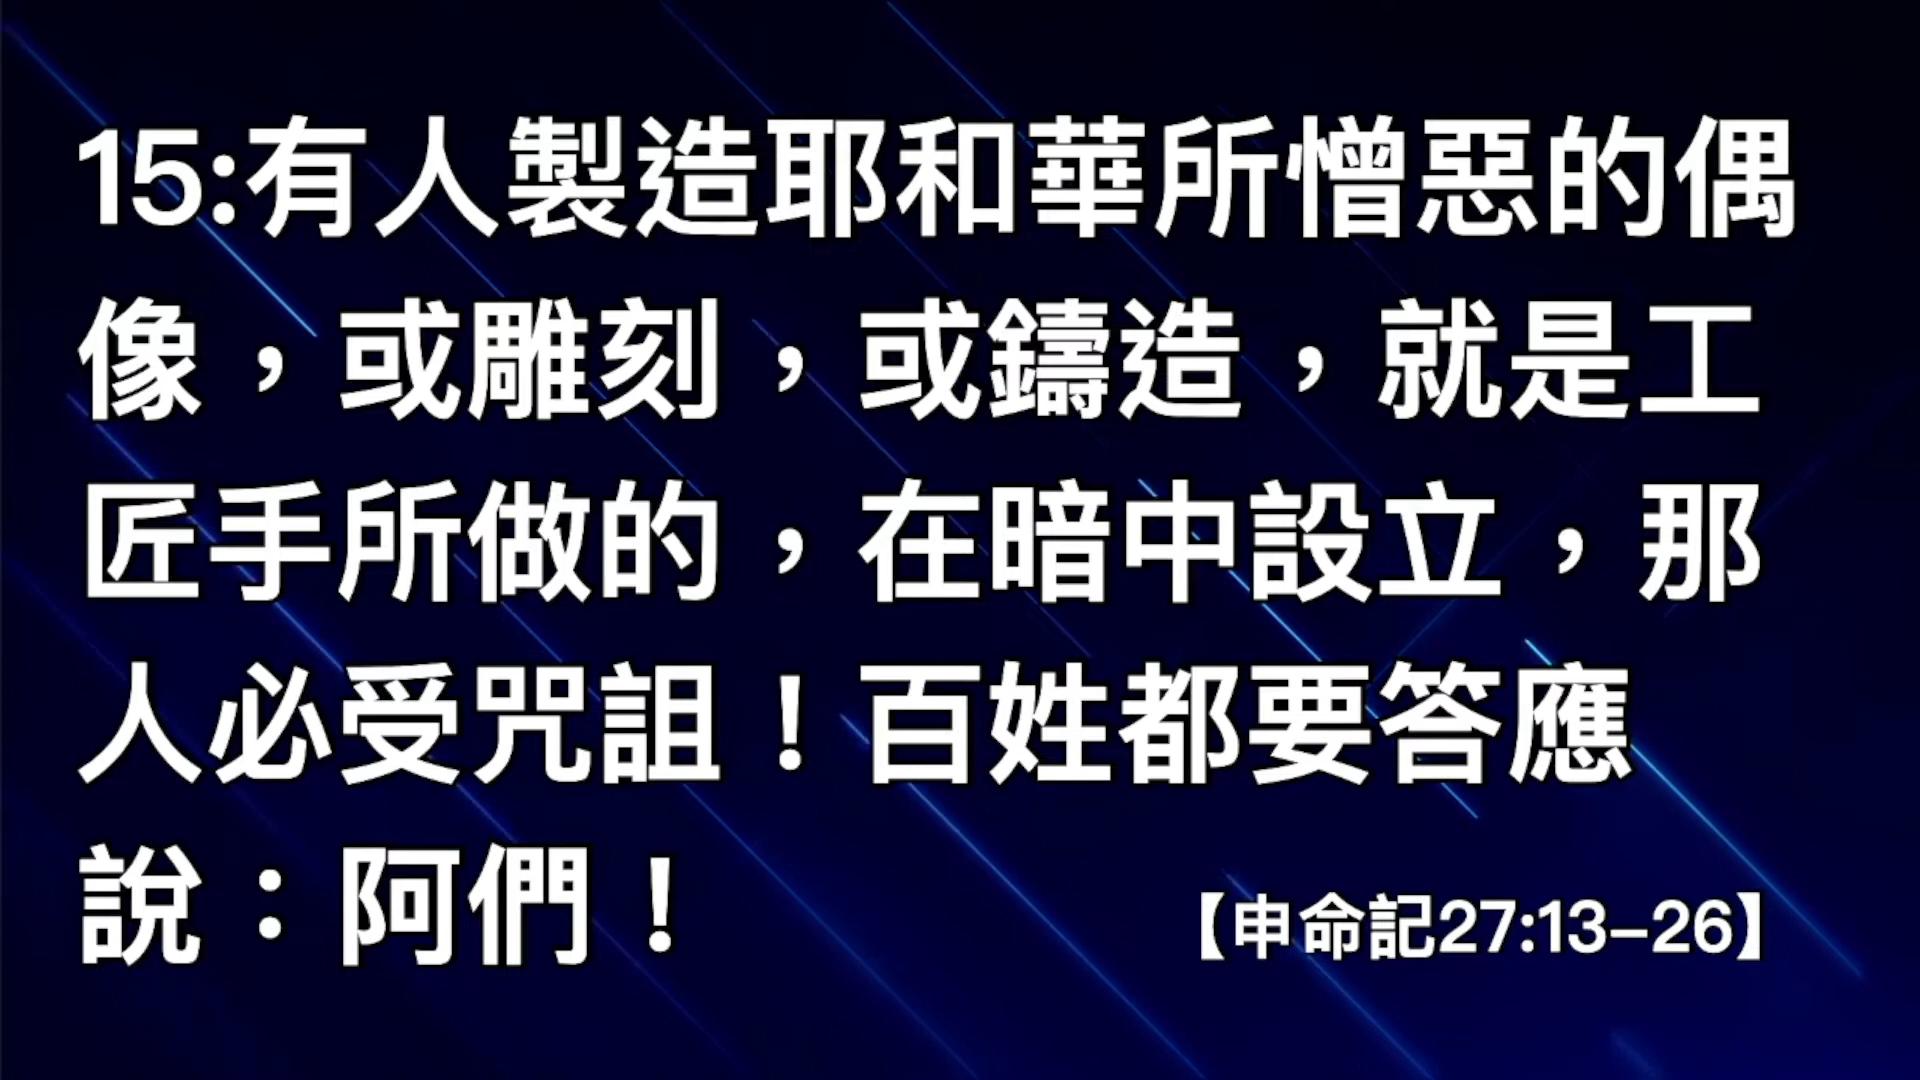 15:有人製造耶和華所憎惡的偶
像，或雕刻，或鑄造，就是工
匠手所做的，在暗中設立，那
人必受咒詛！百姓都要答應
說：阿們！
【申命記27:13–26】